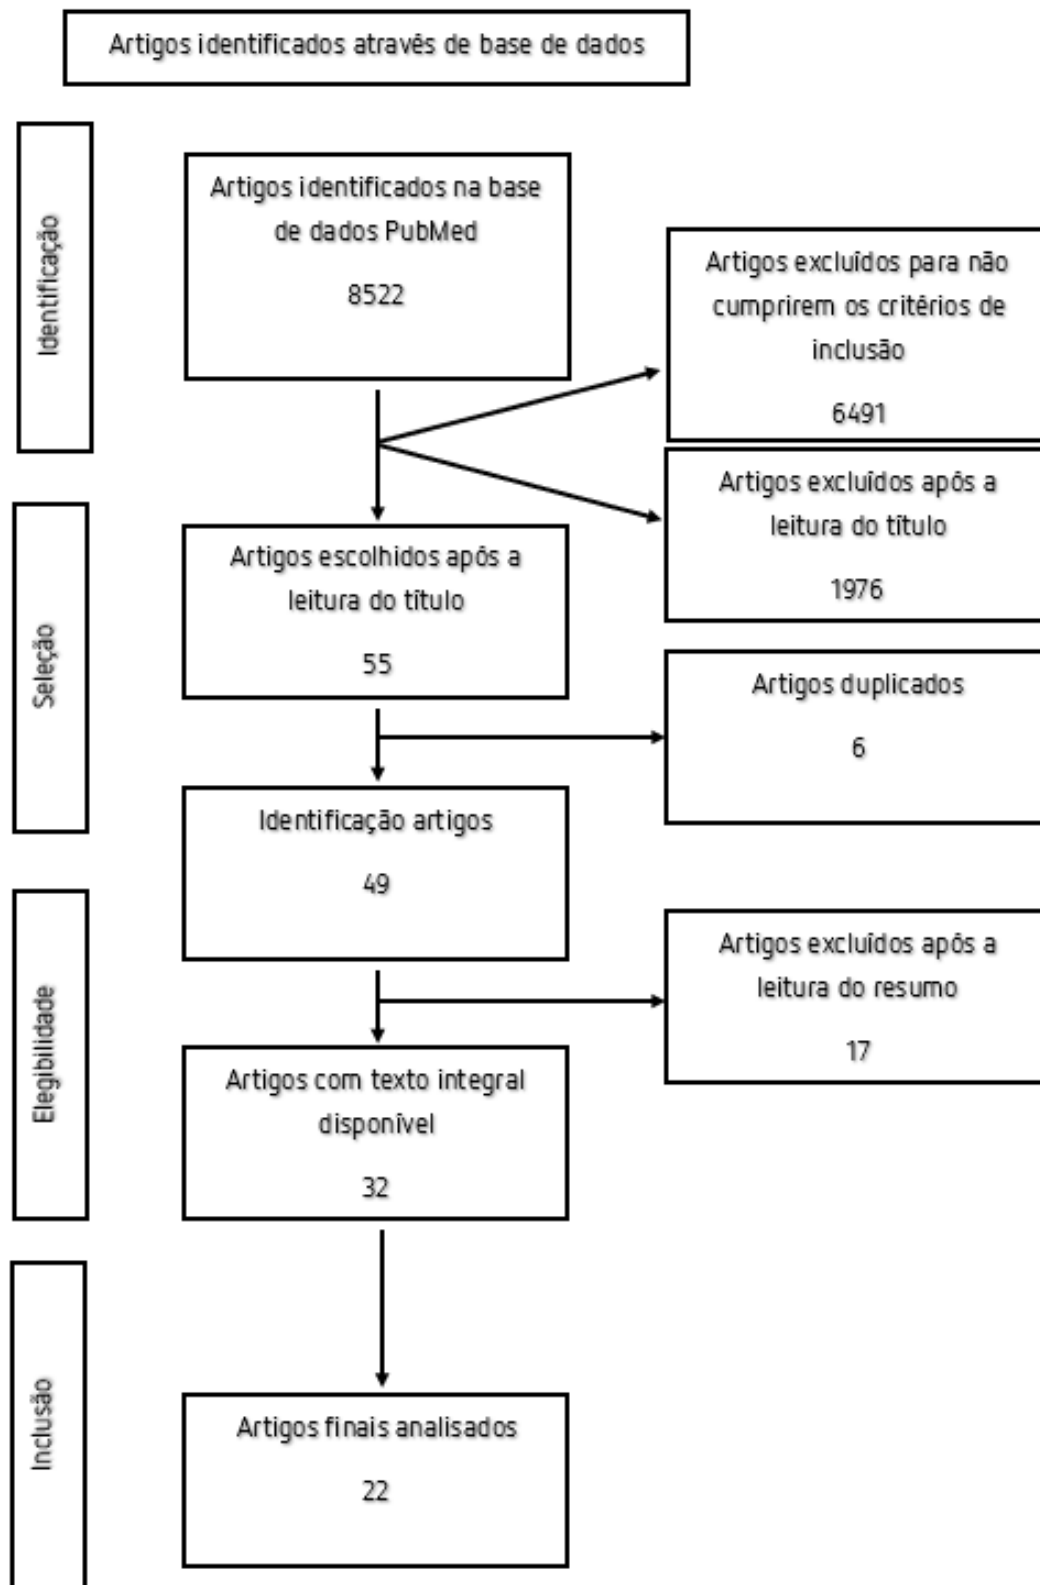 Artigos identificados através de base de dados
Identificação
Artigos identificados na base
de dados PubMed
8522
Artigos excluídos para não
cumprirem os critérios de
inclusão
6491
Artigos excluídos após a
leitura do título
1976
Seleção
Artigos escolhidos após a
leitura do título
55
Artigos duplicados
6
Identificação artigos
49
Elegibilidade
Artigos excluídos após a
leitura do resumo
17
Artigos com texto integral
disponível
32
Inclusão
Artigos finais analisados
22